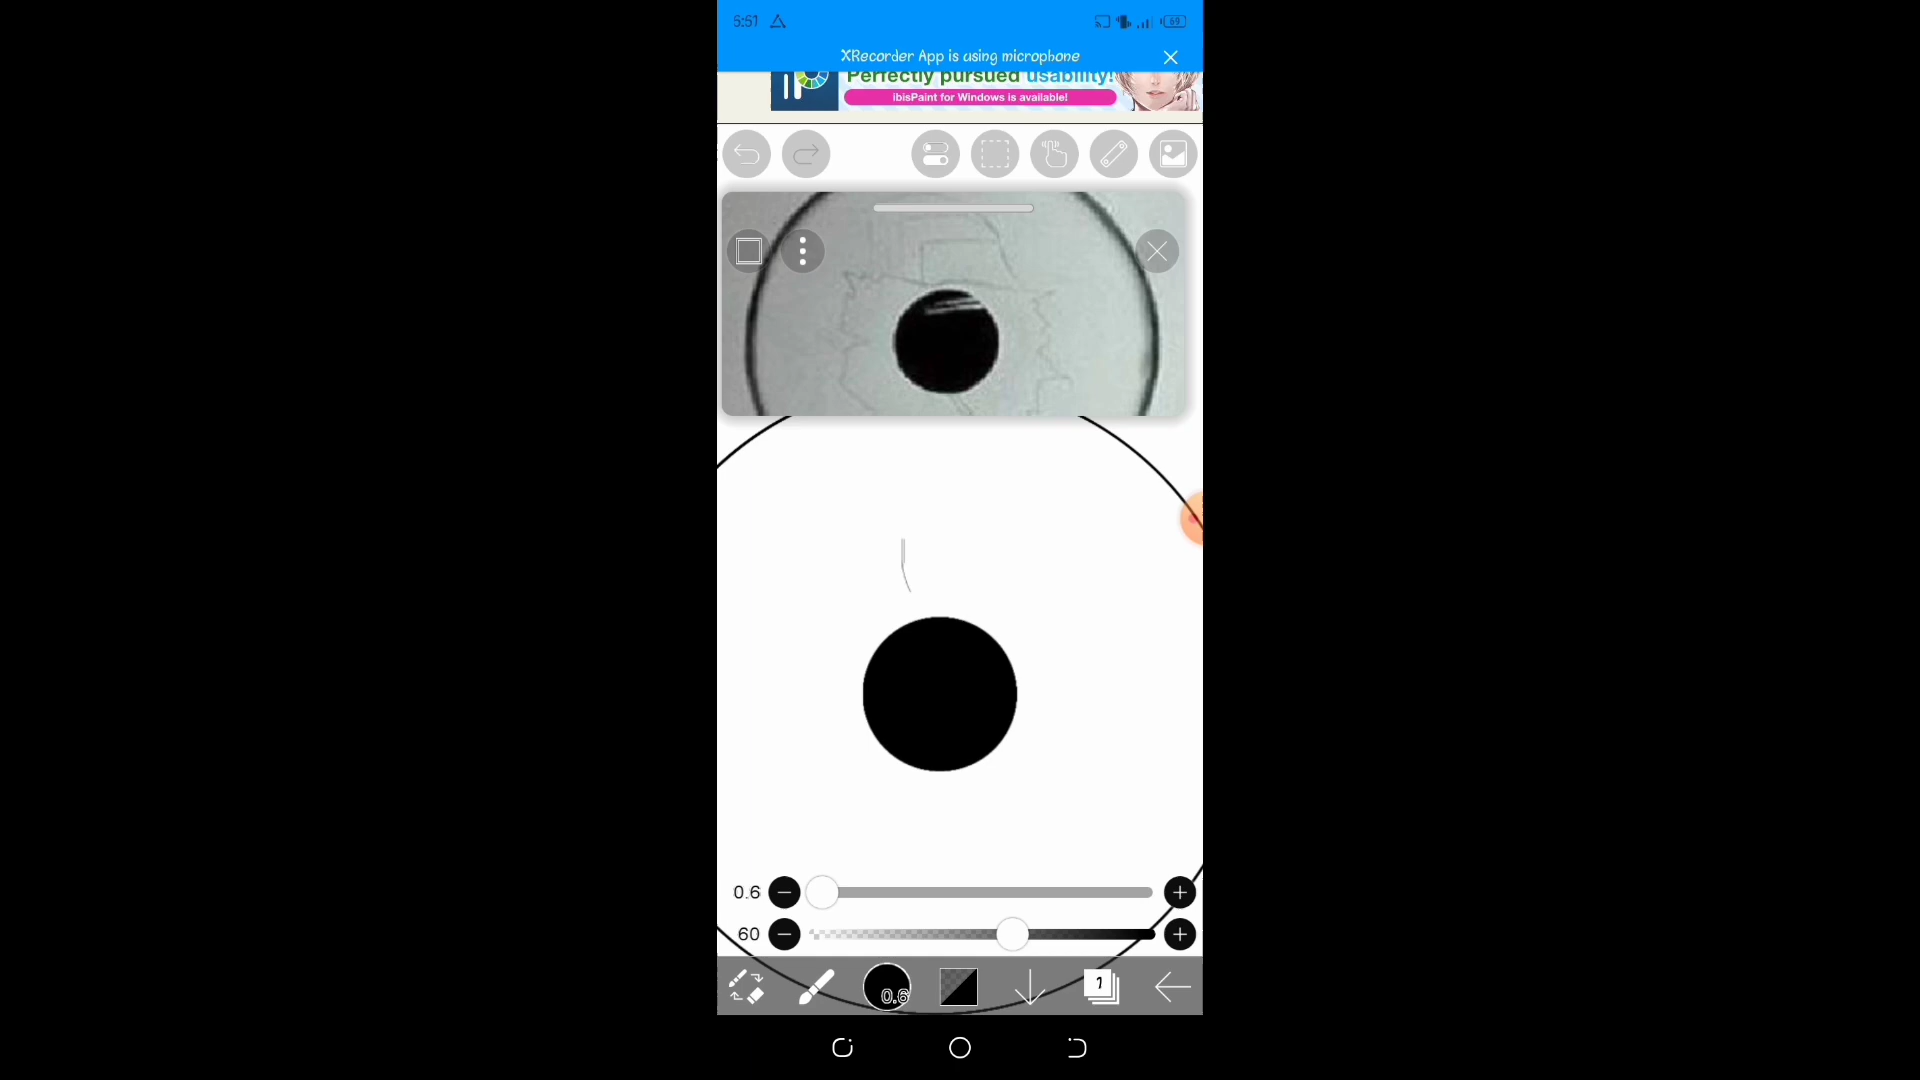 5:51
69
XRecorder App is using microphone
Perfectly pursued usability!
ibisPaint for Windows is available!
0.6
60
0.6
1